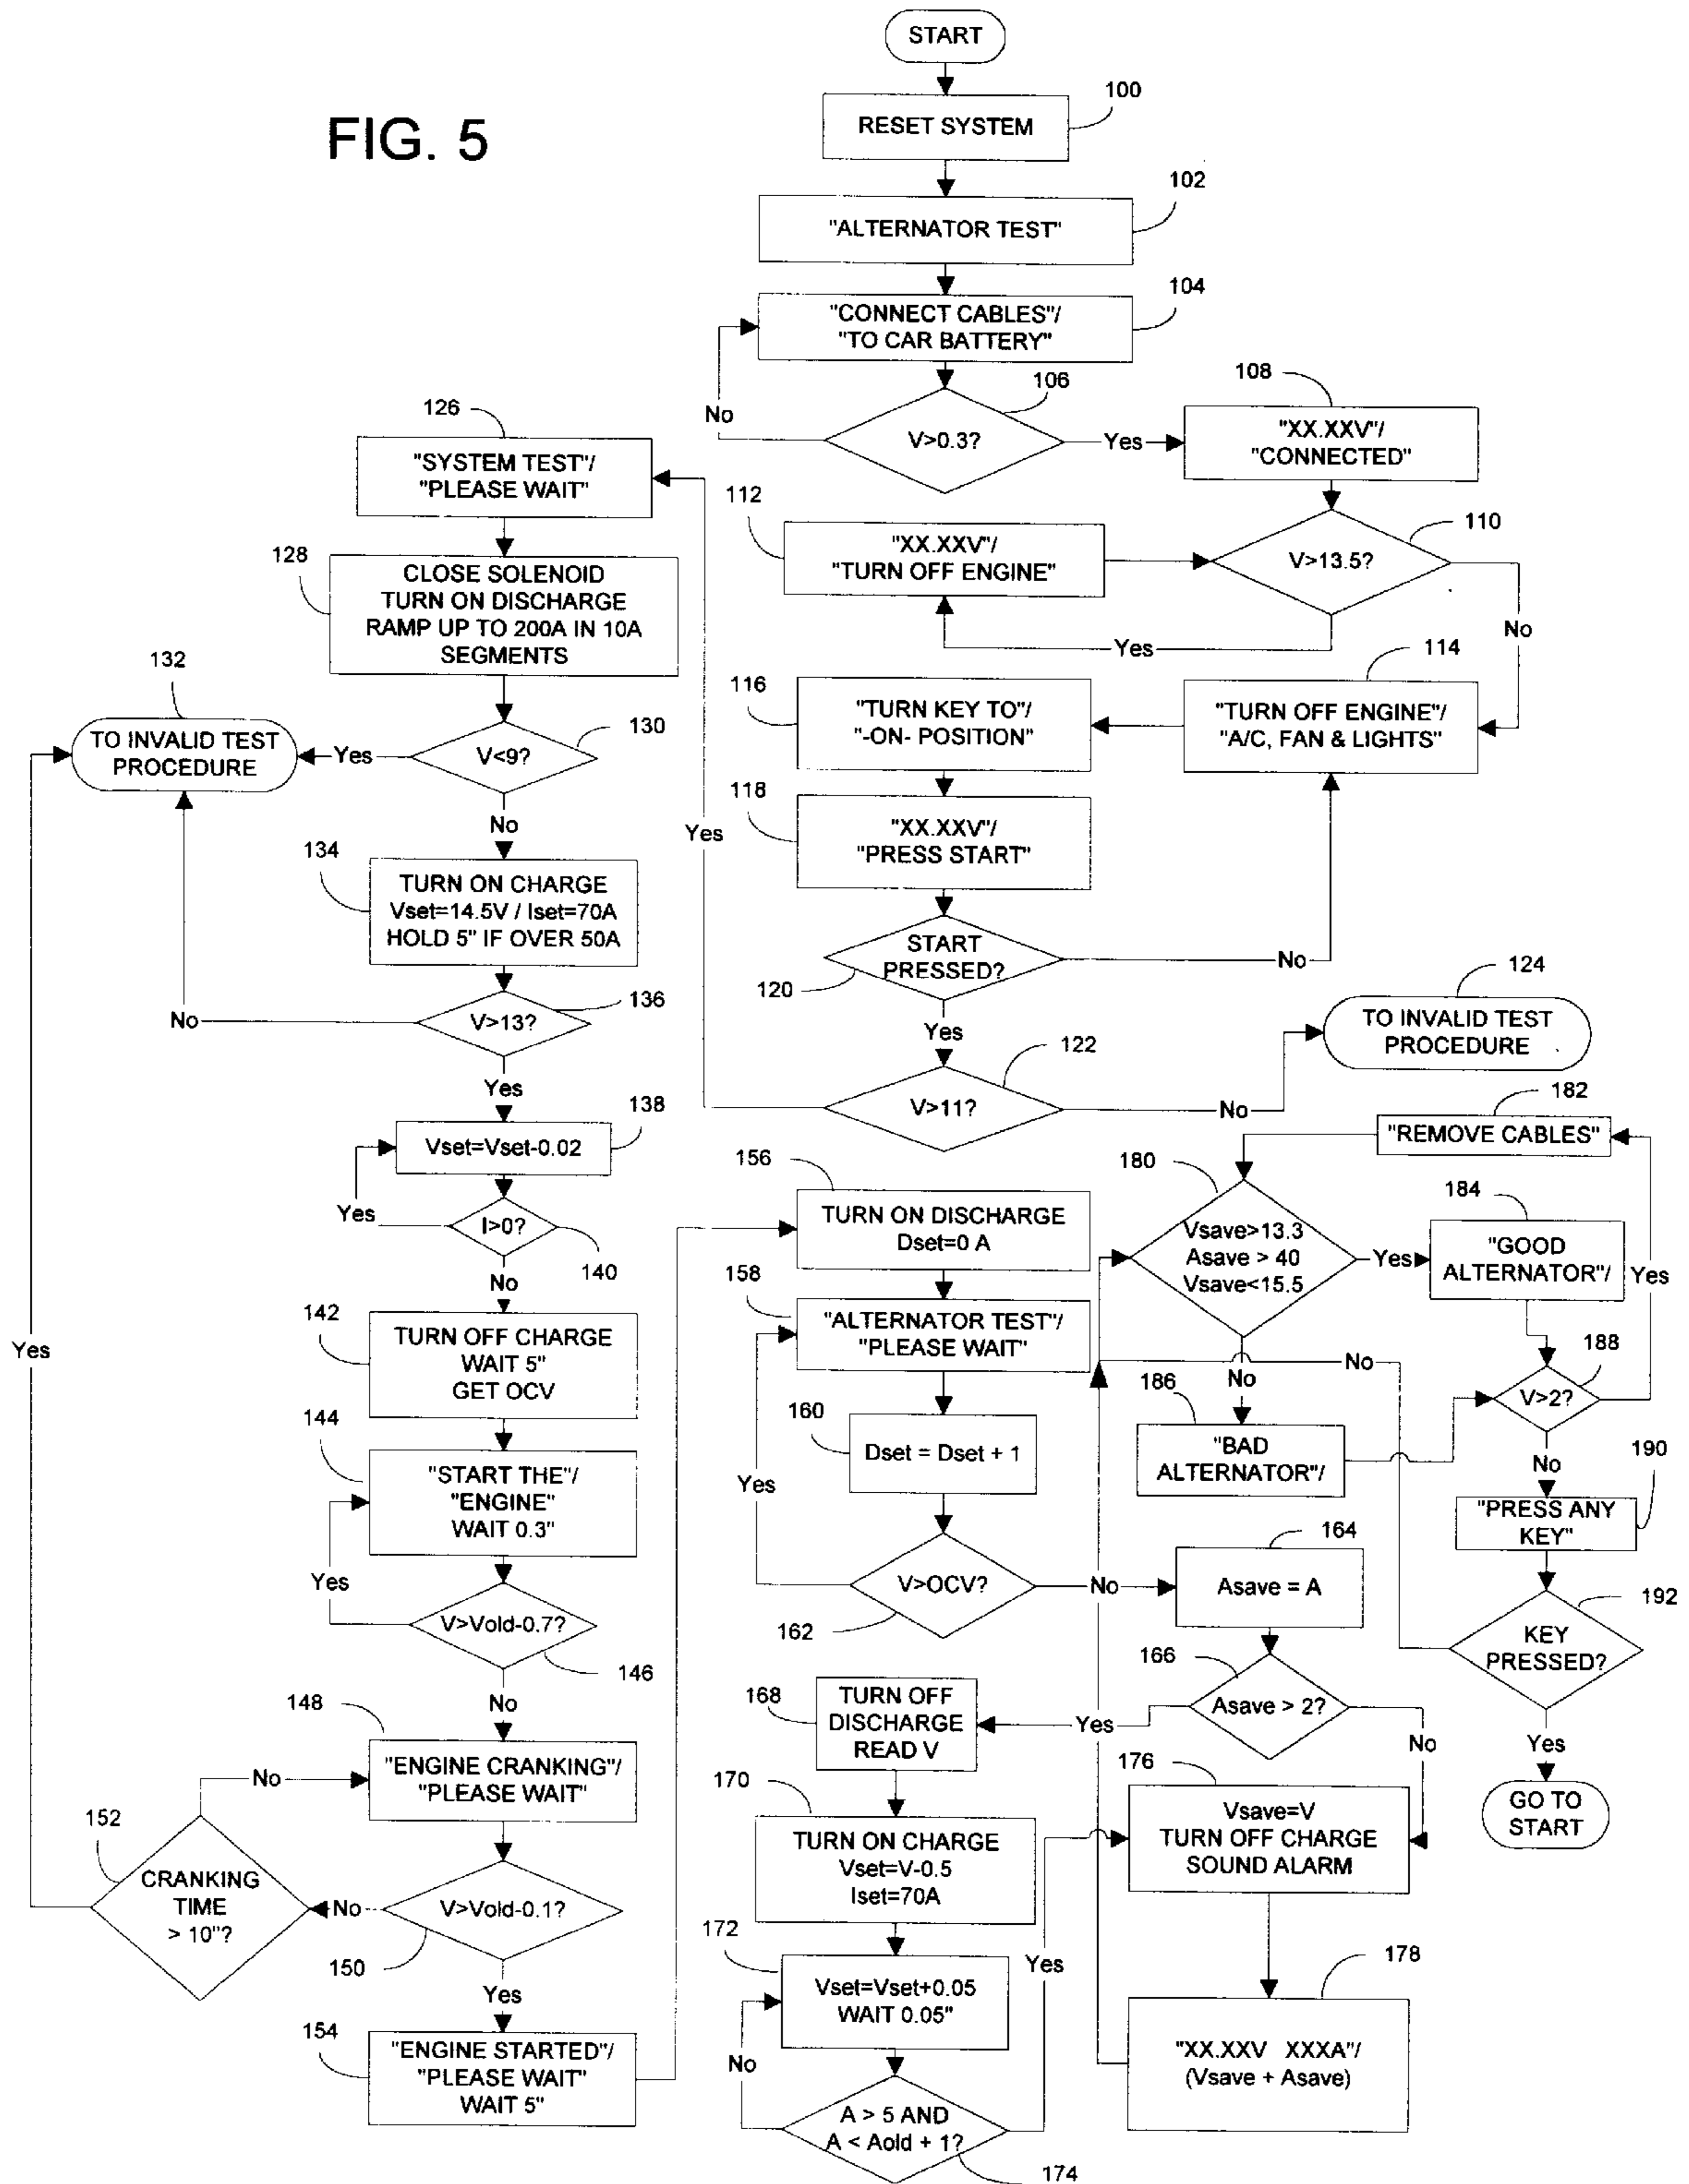 FIG. 5
START
100
RESET SYSTEM
102
"ALTERNATOR TEST"
104
"CONNECT CABLES"/
"TO CAR BATTERY"
106
V>0.3?
No
Yes
108
"XX.XXV"/
"CONNECTED"
110
V>13.5?
Yes
No
112
"XX.XXV"/
"TURN OFF ENGINE"
114
"TURN OFF ENGINE"/
"A/C, FAN & LIGHTS"
116
"TURN KEY TO"/
"-ON- POSITION"
118
"XX.XXV"/
"PRESS START"
120
START
PRESSED?
No
Yes
122
V>11?
No
Yes
124
TO INVALID TEST
PROCEDURE
126
"SYSTEM TEST"/
"PLEASE WAIT"
128
CLOSE SOLENOID
TURN ON DISCHARGE
RAMP UP TO 200A IN 10A
SEGMENTS
130
V<9?
Yes
No
132
TO INVALID TEST
PROCEDURE
134
TURN ON CHARGE
Vset=14.5V / Iset=70A
HOLD 5" IF OVER 50A
136
V>13?
No
Yes
138
Vset=Vset-0.02
140
I>0?
Yes
No
142
TURN OFF CHARGE
WAIT 5"
GET OCV
144
"START THE"/
"ENGINE"
WAIT 0.3"
146
V>Vold-0.7?
Yes
No
148
"ENGINE CRANKING"/
"PLEASE WAIT"
150
V>Vold-0.1?
No
Yes
152
CRANKING
TIME
> 10"?
No
Yes
154
"ENGINE STARTED"/
"PLEASE WAIT"
WAIT 5"
156
TURN ON DISCHARGE
Dset=0 A
158
"ALTERNATOR TEST"/
"PLEASE WAIT"
160
Dset = Dset + 1
162
V>OCV?
Yes
No
164
Asave = A
166
Asave > 2?
Yes
No
168
TURN OFF
DISCHARGE
READ V
170
TURN ON CHARGE
Vset=V-0.5
Iset=70A
172
Vset=Vset+0.05
WAIT 0.05"
174
A > 5 AND
A < Aold + 1?
No
Yes
176
Vsave=V
TURN OFF CHARGE
SOUND ALARM
178
"XX.XXV XXXA"/
(Vsave + Asave)
180
Vsave>13.3
Asave > 40
Vsave<15.5
Yes
No
182
"REMOVE CABLES"
184
"GOOD
ALTERNATOR"/
186
"BAD
ALTERNATOR"/
188
V>2?
Yes
No
190
"PRESS ANY
KEY"
192
KEY
PRESSED?
No
Yes
GO TO
START